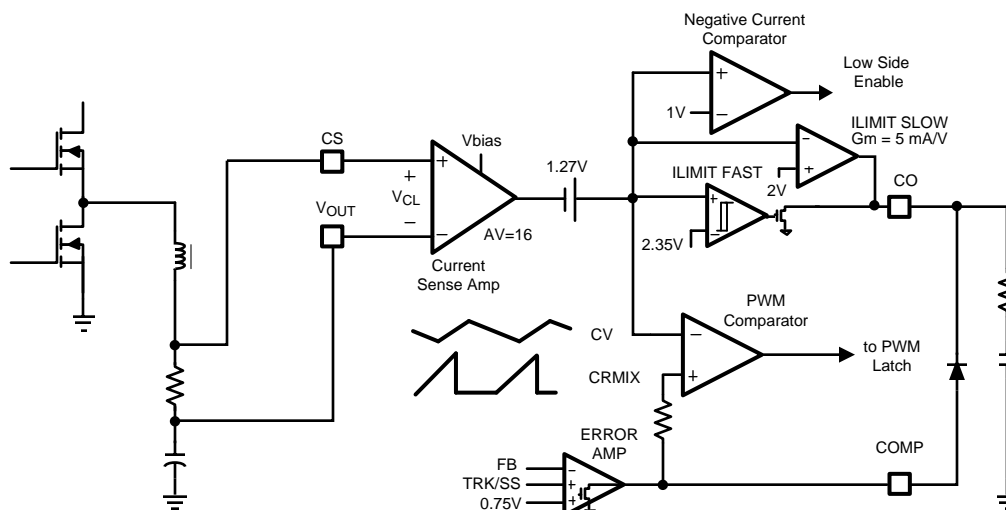 Negative Current
Comparator
Low Side
Enable
+
1V
−
ILIMIT SLOW
Gm = 5 mA/V
−
+
2V
CS
Vbias
1.27V
ILIMIT FAST
CO
+
VCL
−
+
−
AV=16
VOUT
+
−
2.35V
Current
Sense Amp
PWM
Comparator
CV
−
to PWM
Latch
CRMIX
+
ERROR
AMP
COMP
FB
−
TRK/SS
+
0.75V
+